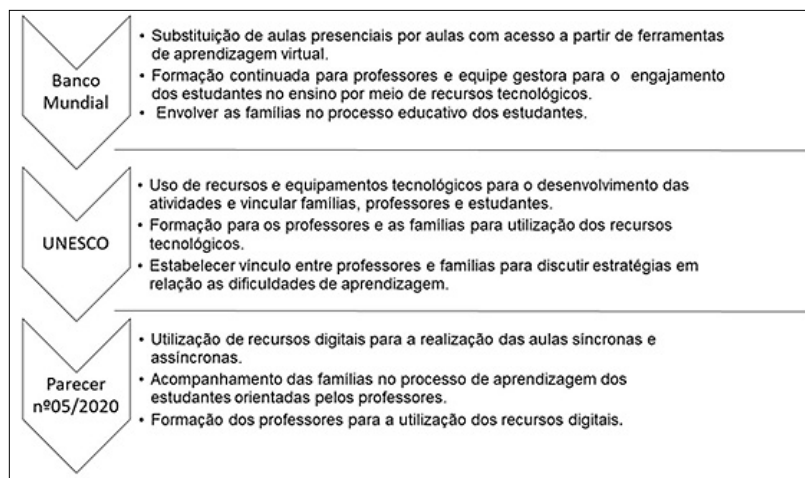 Banco
Mundial
• Substituição de aulas presenciais por aulas com acesso a partir de ferramentas
de aprendizagem virtual.
• Formação continuada para professores e equipe gestora para o engajamento
dos estudantes no ensino por meio de recursos tecnológicos.
• Envolver as famílias no processo educativo dos estudantes.
UNESCO
• Uso de recursos e equipamentos tecnológicos para o desenvolvimento das
atividades e vincular famílias, professores e estudantes.
• Formação para os professores e as famílias para utilização dos recursos
tecnológicos.
• Estabelecer vínculo entre professores e famílias para discutir estratégias em
relação as dificuldades de aprendizagem.
Parecer
nº05/2020
• Utilização de recursos digitais para a realização das aulas síncronas e
assíncronas.
• Acompanhamento das famílias no processo de aprendizagem dos
estudantes orientadas pelos professores.
• Formação dos professores para a utilização dos recursos digitais.